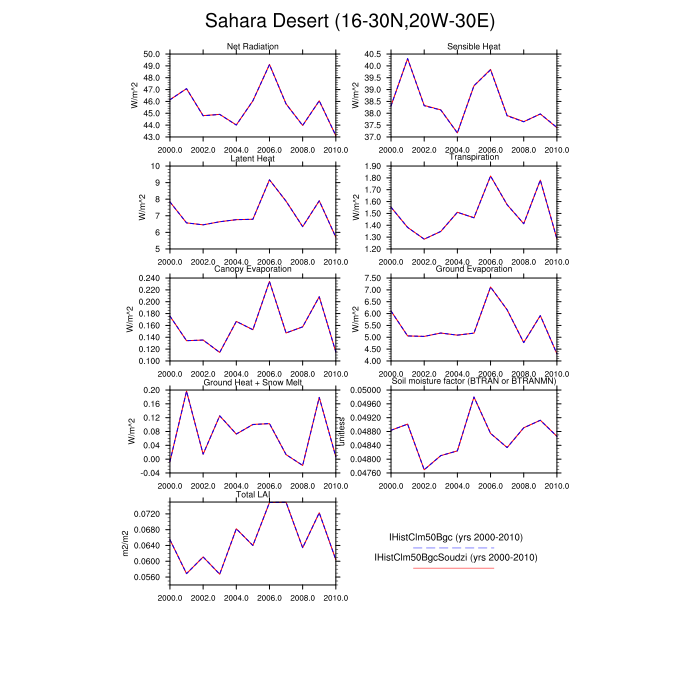 Sahara Desert (16-30N,20W-30E)
Net Radiation
Sensible Heat
50.0
49.0
48.0
47.0
46.0
45.0
44.0
43.0
W/m^2
2000.0 2002.0 2004.0 2006.0 2008.0 2010.0
40.5
40.0
39.5
39.0
38.5
38.0
37.5
37.0
W/m^2
2000.0 2002.0 2004.0 2006.0 2008.0 2010.0
Latent Heat
Transpiration
10
9
8
7
6
5
W/m^2
2000.0 2002.0 2004.0 2006.0 2008.0 2010.0
1.90
1.80
1.70
1.60
1.50
1.40
1.30
1.20
W/m^2
2000.0 2002.0 2004.0 2006.0 2008.0 2010.0
Canopy Evaporation
Ground Evaporation
0.240
0.220
0.200
0.180
0.160
0.140
0.120
0.100
W/m^2
2000.0 2002.0 2004.0 2006.0 2008.0 2010.0
7.50
7.00
6.50
6.00
5.50
5.00
4.50
4.00
W/m^2
2000.0 2002.0 2004.0 2006.0 2008.0 2010.0
Ground Heat + Snow Melt
Soil moisture factor (BTRAN or BTRANMN)
0.20
0.16
0.12
0.08
0.04
0.00
-0.04
W/m^2
2000.0 2002.0 2004.0 2006.0 2008.0 2010.0
0.05000
0.04920
0.04880
0.04840
0.04800
0.04760
unitless
2000.0 2002.0 2004.0 2006.0 2008.0 2010.0
Total LAI
0.0720
0.0680
0.0640
0.0600
0.0560
m2/m2
2000.0 2002.0 2004.0 2006.0 2008.0 2010.0
IHistClm50Bgc (yrs 2000-2010)
IHistClm50BgcSoudzi (yrs 2000-2010)